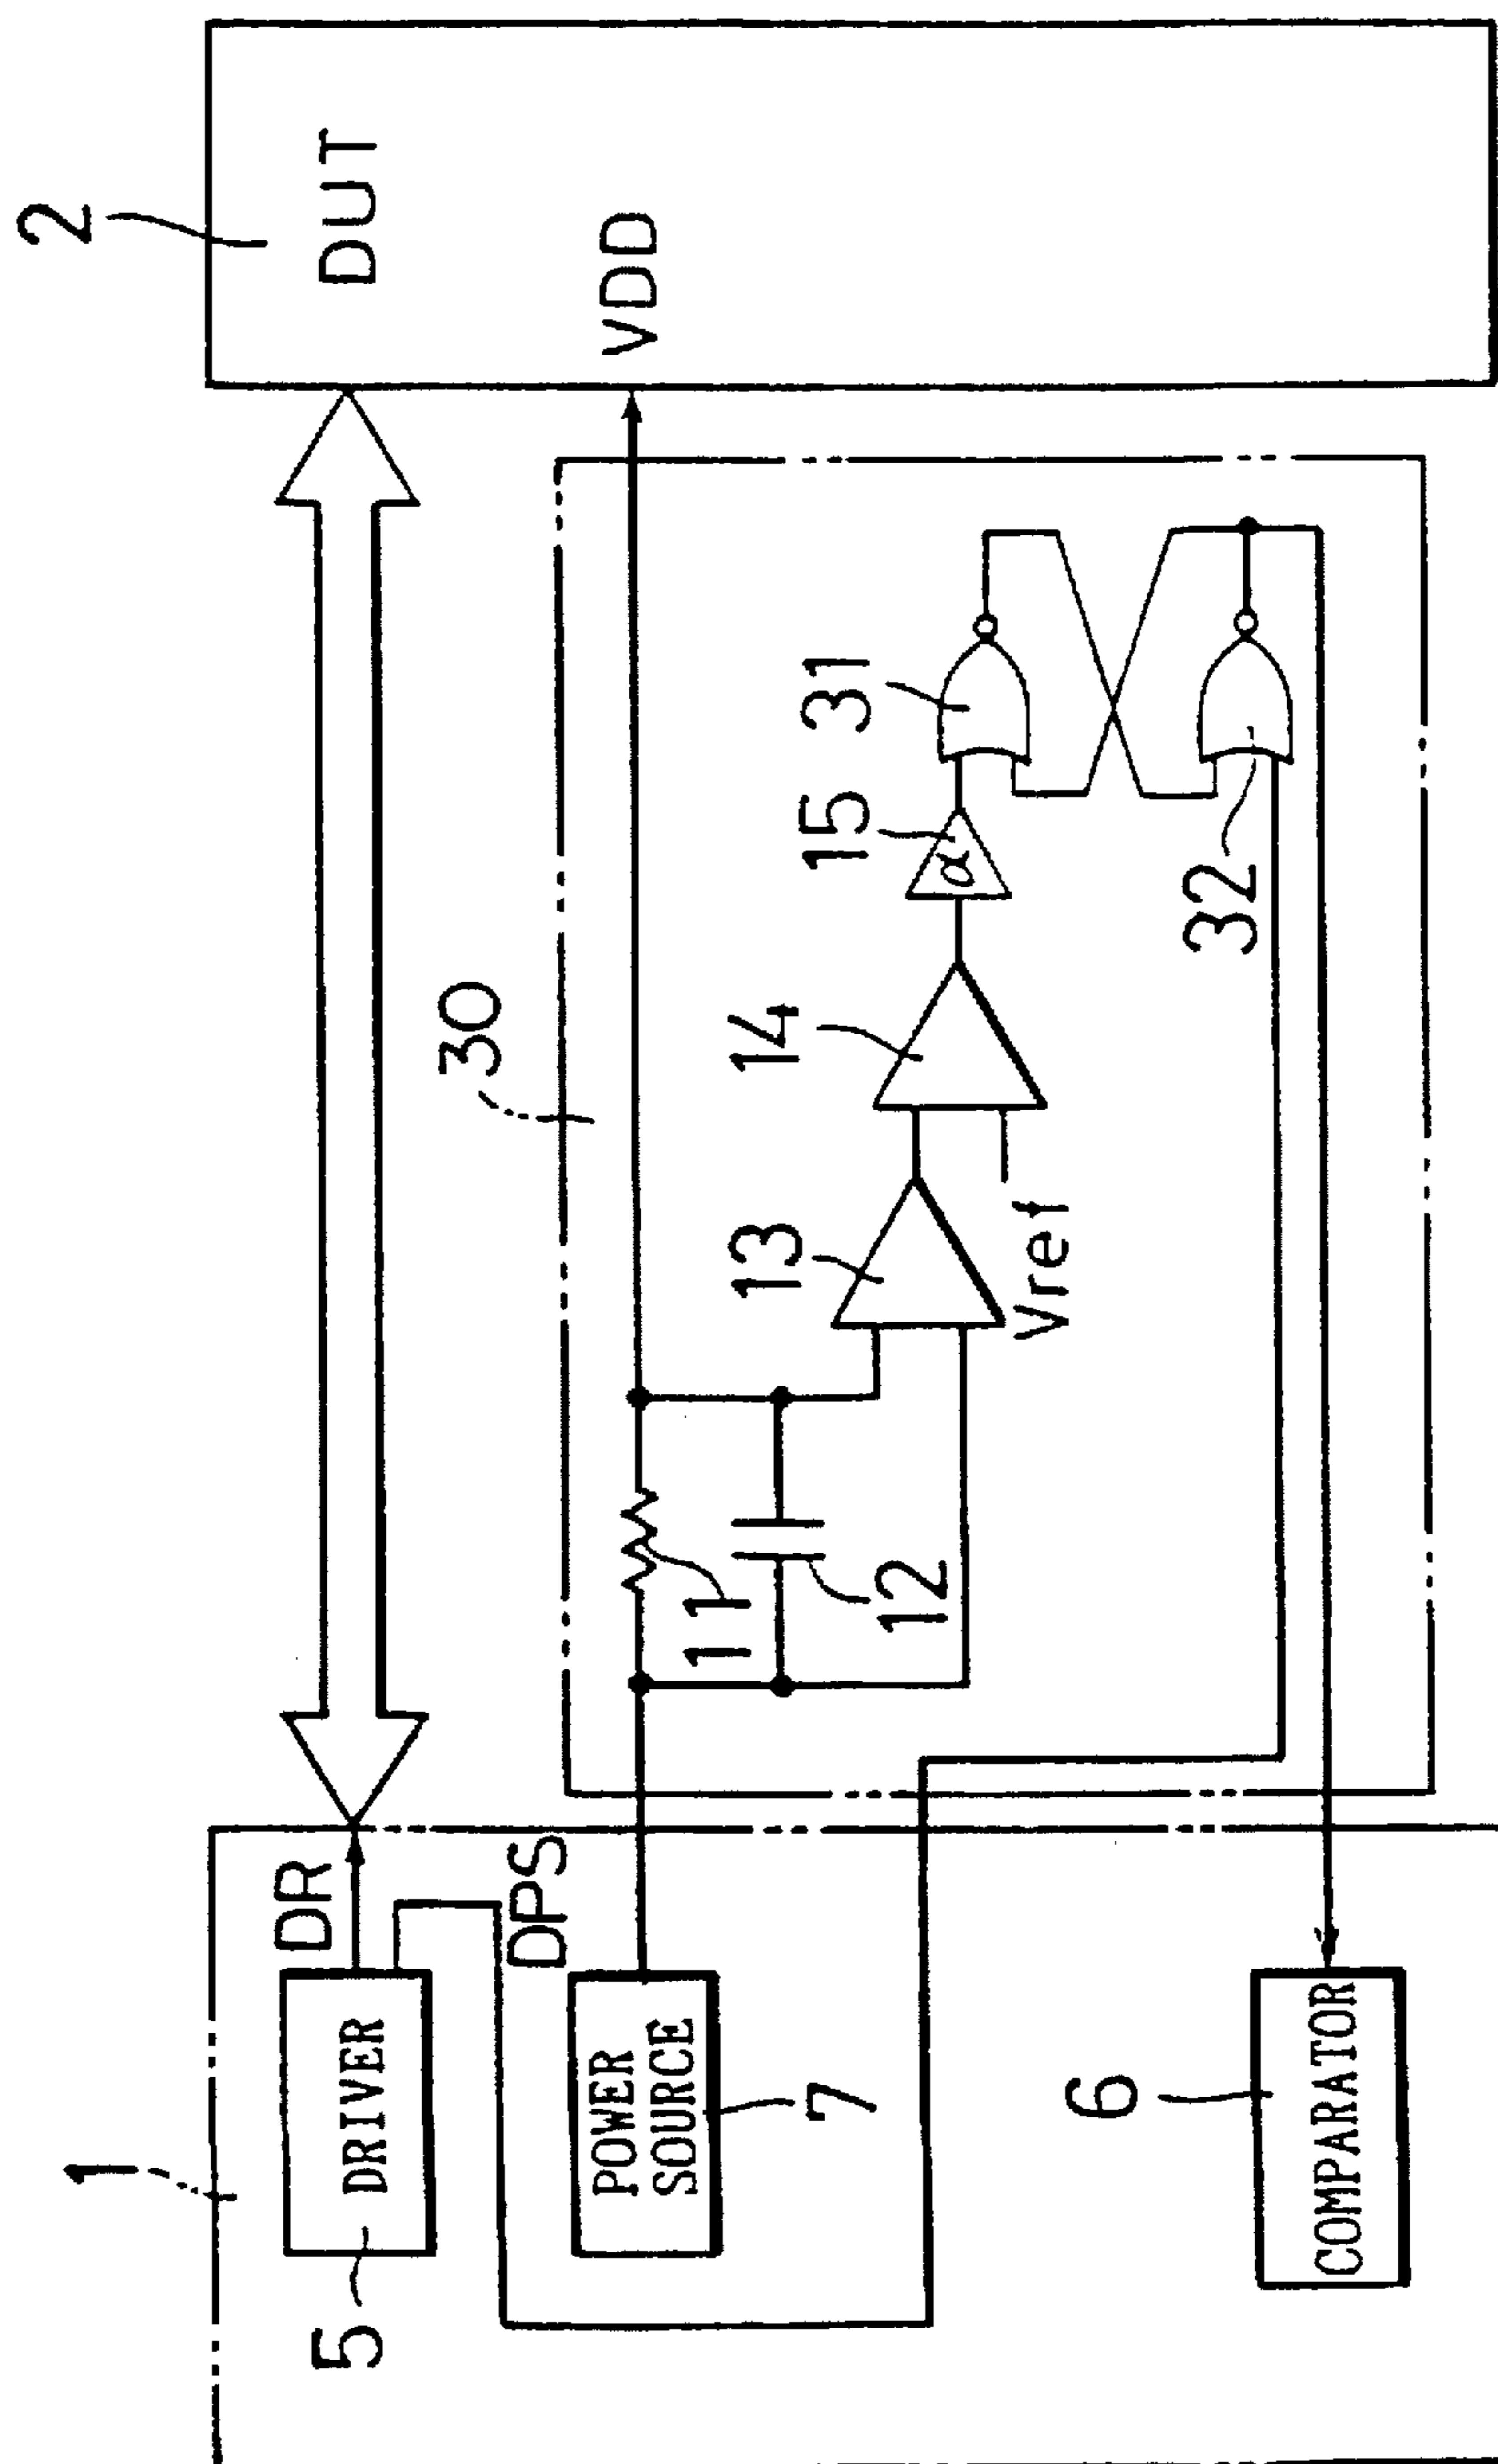 1
5
DRIVER
DR
DPS
POWER
SOURCE
7
6
COMPARATOR
30
11
12
13
14
15
α
31
32
Vref
2
DUT
VDD